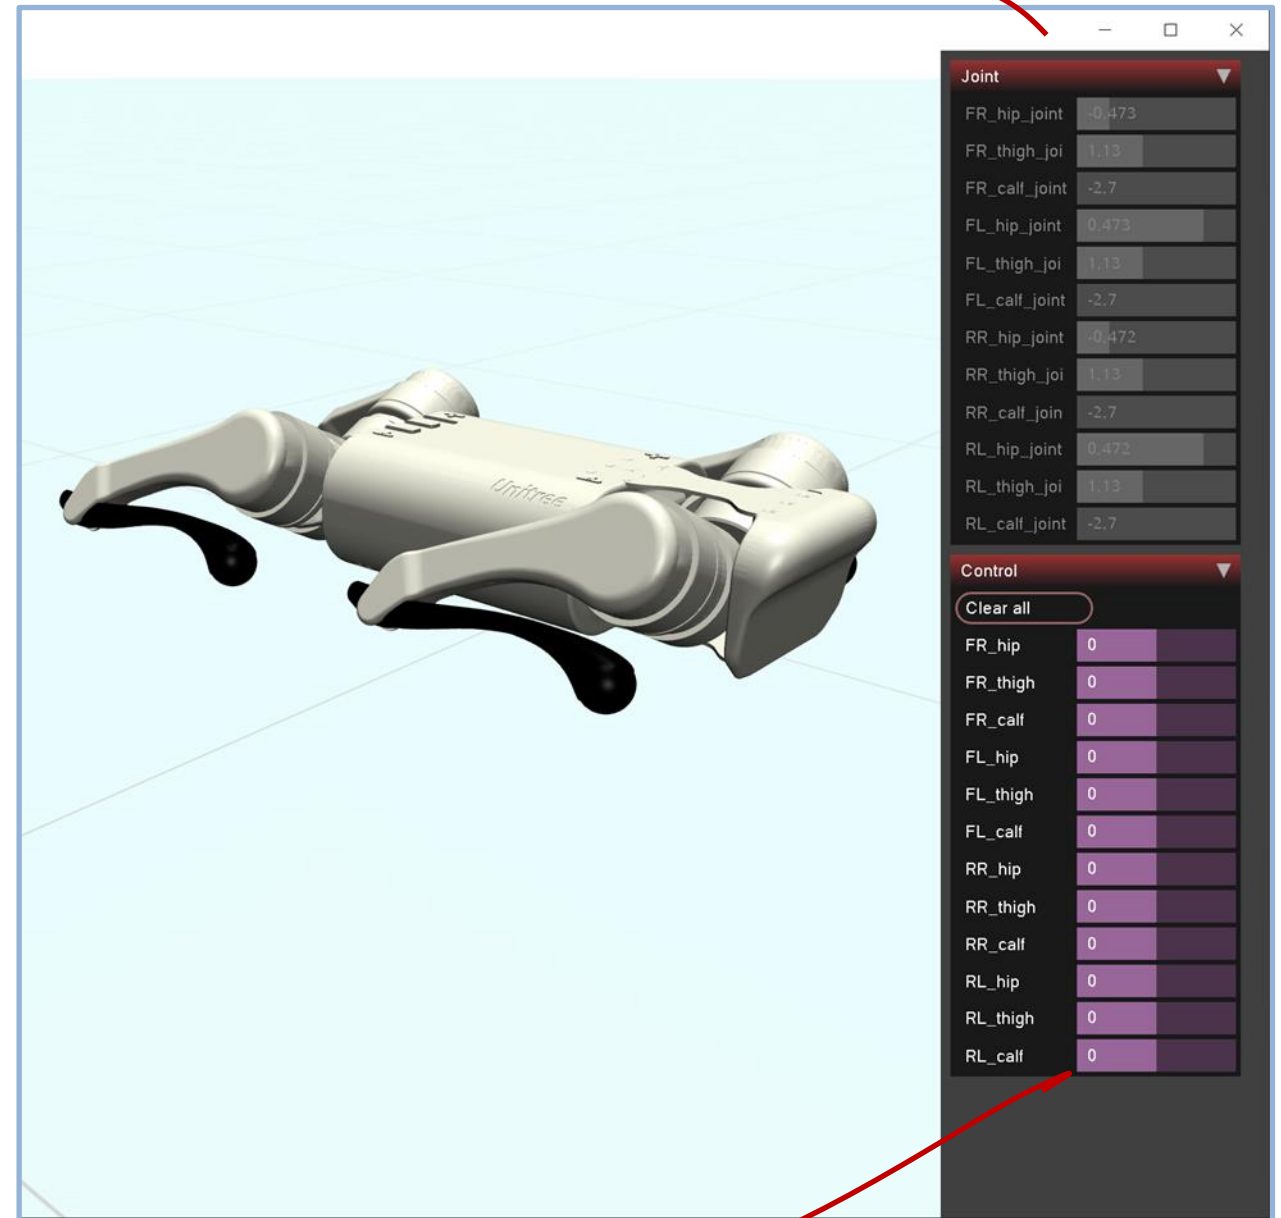 Joint
FR_hip_joint -0.473
FR_thigh_joi 1.13
FR_calf_joint -2.7
FL_hip_joint 0.473
FL_thigh_joi 1.13
FL_calf_joint -2.7
RR_hip_joint -0.472
RR_thigh_joi 1.13
RR_calf_join -2.7
RL_hip_joint 0.472
RL_thigh_joi 1.13
RL_calf_joint -2.7
Unitree
Control
Clear all
FR_hip 0
FR_thigh 0
FR_calf 0
FL_hip 0
FL_thigh 0
FL_calf 0
RR_hip 0
RR_thigh 0
RR_calf 0
RL_hip 0
RL_thigh 0
RL_calf 0